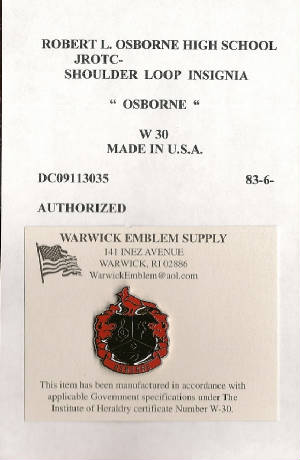 ROBERT L. OSBORNE HIGH SCHOOL
JROTC-
SHOULDER LOOP INSIGNIA
“ OSBORNE “
W 30
MADE IN U.S.A.
DC09113035 83-6-
AUTHORIZED
WARWICK EMBLEM SUPPLY
141 INEZ AVENUE
WARWICK, RI 02886
WarwickEmblem@aol.com
This item has been manufactured in accordance with
applicable Government specifications under The
Institute of Heraldry certificate Number W-30.